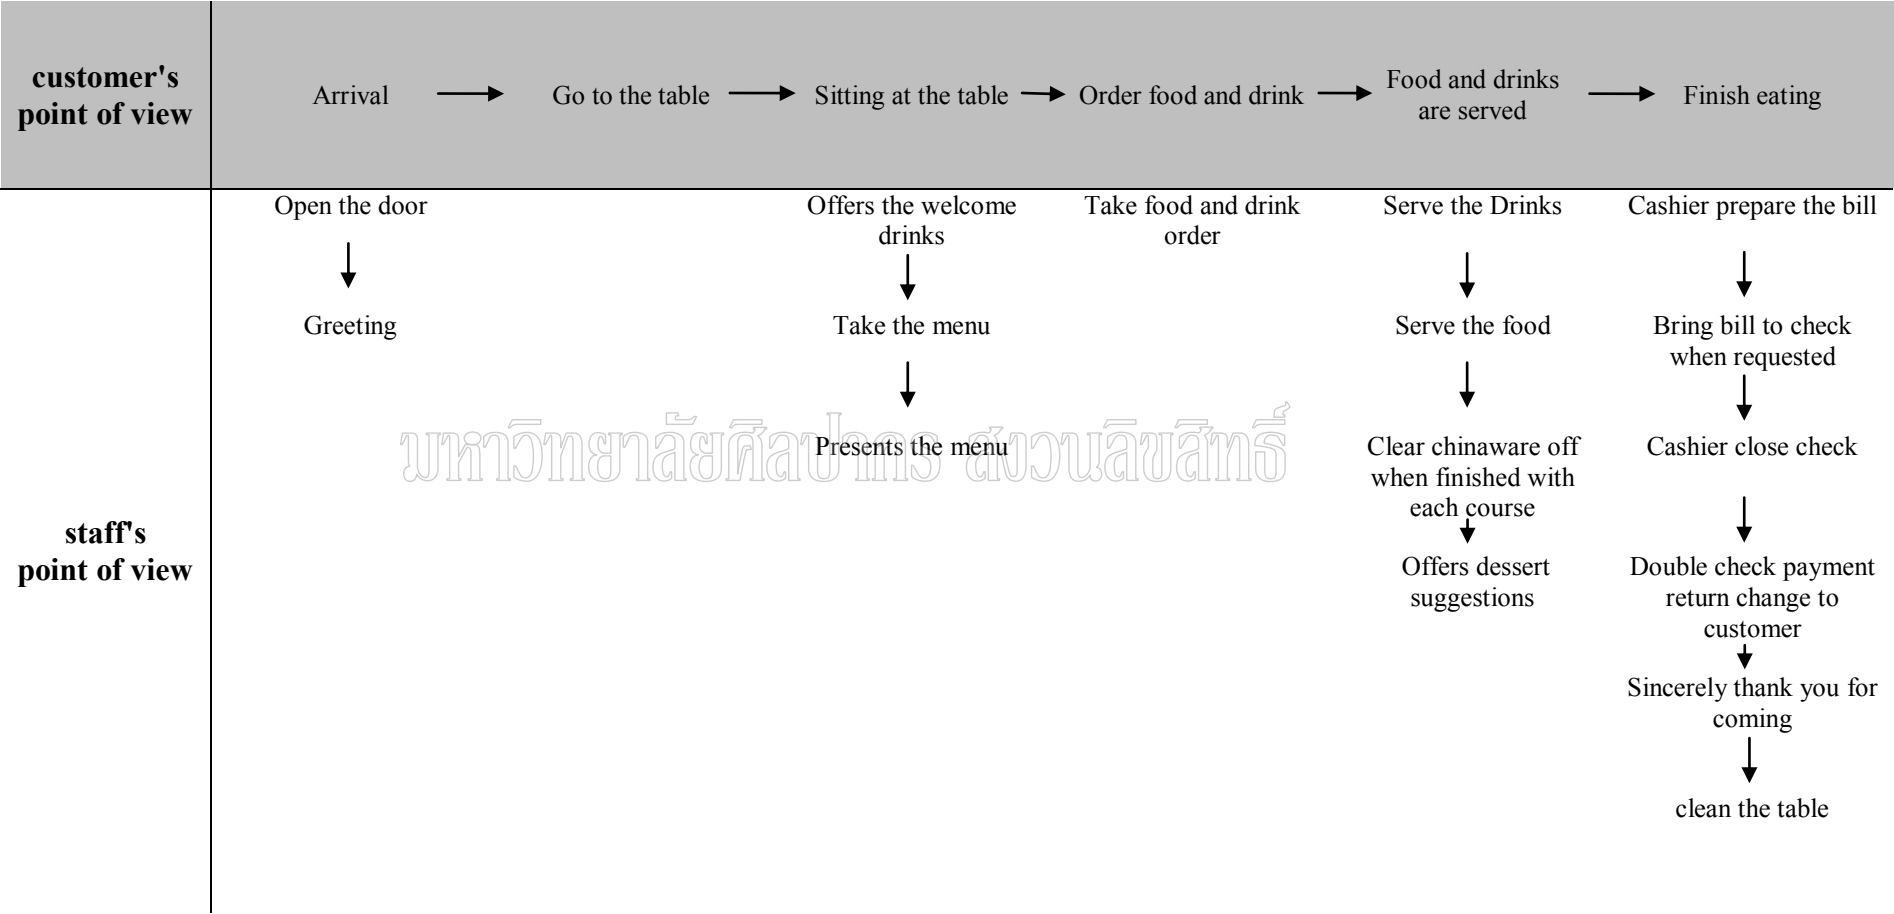 customer's
point of view
Arrival
Go to the table
Sitting at the table
Order food and drink
Food and drinks
are served
Finish eating
staff's
point of view
Open the door
Greeting
Offers the welcome
drinks
Take the menu
Presents the menu
Take food and drink
order
Serve the Drinks
Serve the food
Clear chinaware off
when finished with
each course
Offers dessert
suggestions
Cashier prepare the bill
Bring bill to check
when requested
Cashier close check
Double check payment
return change to
customer
Sincerely thank you for
coming
clean the table
มหาวิทยาลัยศิลปากร สงวนลิขสิทธิ์